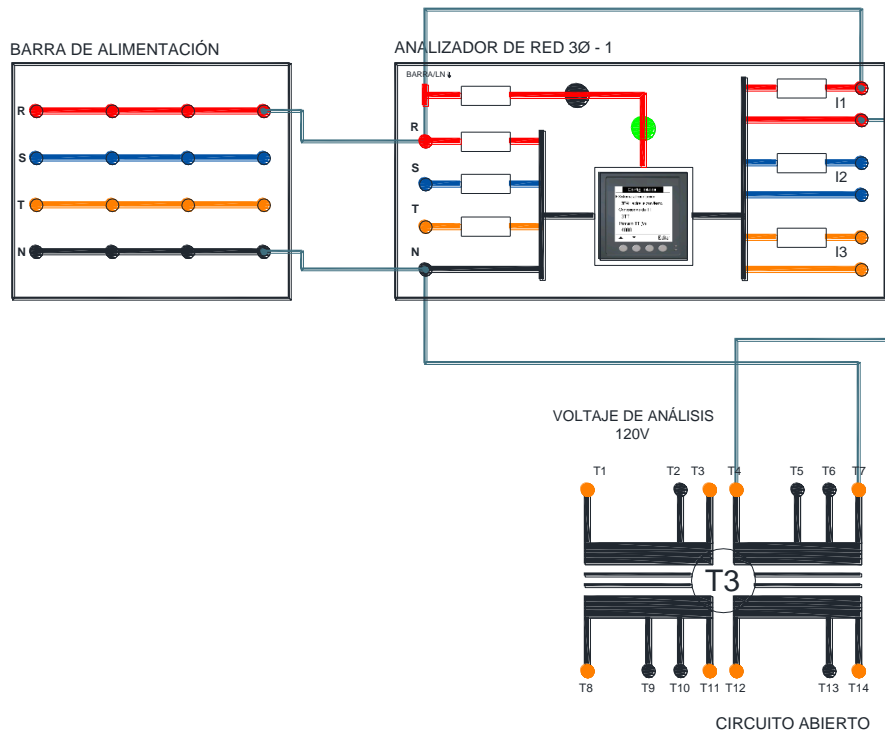 BARRA DE ALIMENTACIÓN
ANALIZADOR DE RED 3Ø - 1
BARRA/LN
R
S
T
N
R
S
T
N
I1
I2
I3
Editar
VOLTAJE DE ANÁLISIS
120V
T1
T2
T3
T4
T5
T6
T7
T3
T8
T9
T10
T11
T12
T13
T14
CIRCUITO ABIERTO